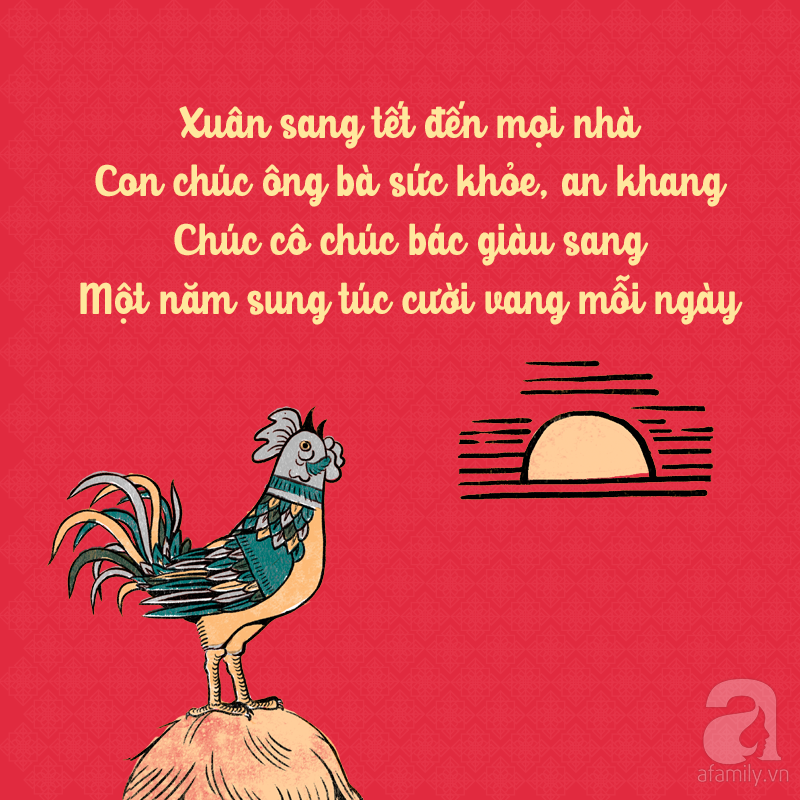 Xuân sang tết đến mọi nhà
Con chúc ông bà sức khỏe, an khang
Chúc cô chúc bác giàu sang
Một năm sung túc cười vang mỗi ngày
a
afamily.vn